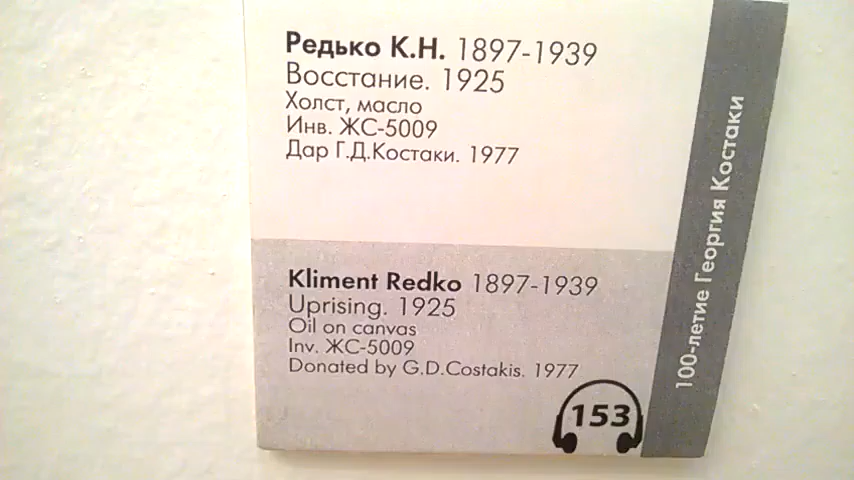 Редько К.Н. 1897-1939
Восстание. 1925
Холст, масло
Инв. ЖС-5009
Дар Г.Д.Костаки. 1977
Kliment Redko 1897-1939
Uprising. 1925
Oil on canvas
Inv. ЖС-5009
Donated by G.D.Costakis. 1977
153
100-летие Георгия Костаки